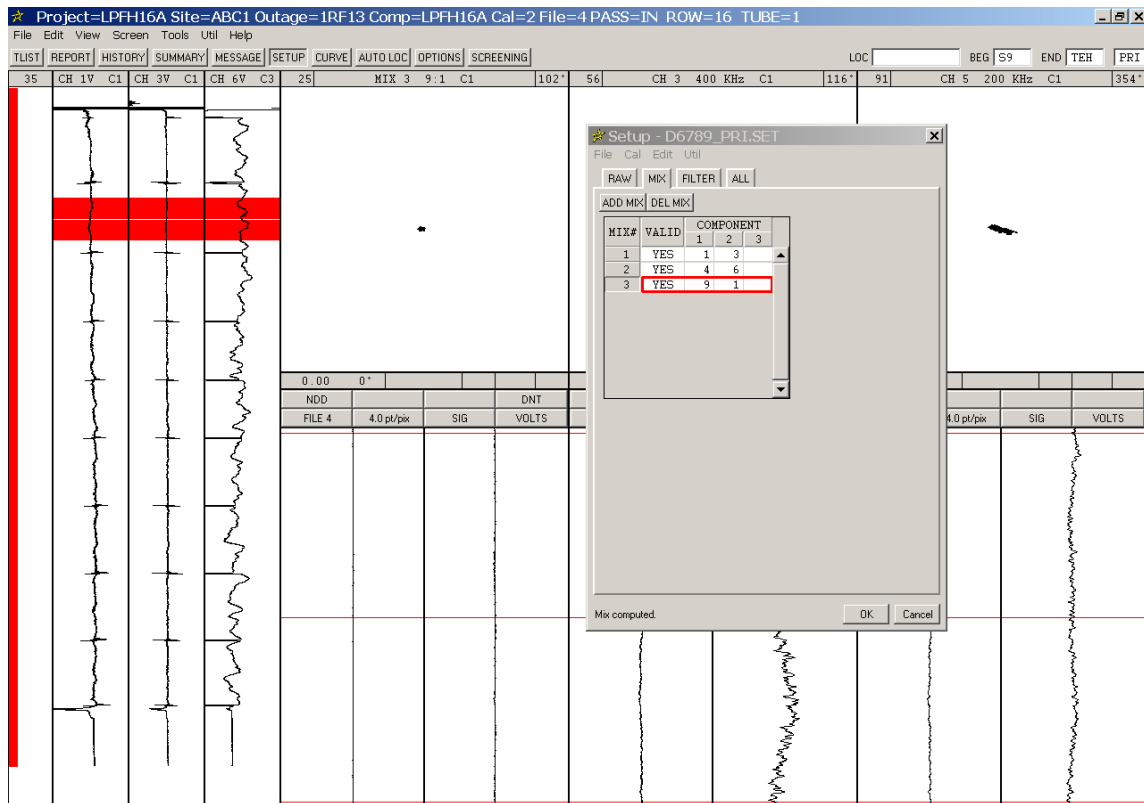 Project=LPFH16A Site=ABC1 Outage=1RF13 Comp=LPFH16A Cal=2 File=4 PASS=IN ROW=16 TUBE=1
File Edit View Screen Tools Util Help
TLIST REPORT HISTORY SUMMARY MESSAGE SETUP CURVE AUTO LOC OPTIONS SCREENING LOC BEG S9 END TEH PRI
35 CH 1V C1 CH 3V C1 CH 6V C3 25 MIX 3 9:1 C1 102° 56 CH 3 400 KHz C1 116° 91 CH 5 200 KHz C1 354°
Setup - D6789_PRI.SET
File Cal Edit Util
RAW MIX FILTER ALL
ADD MIX DEL MIX
MIX# VALID COMPONENT
1 2 3
1 YES 1 3
2 YES 4 6
3 YES 9 1
Mix computed. OK Cancel
0.00 0°
NDD DNT
FILE 4 4.0 pt/pix SIG VOLTS 4.0 pt/pix SIG VOLTS